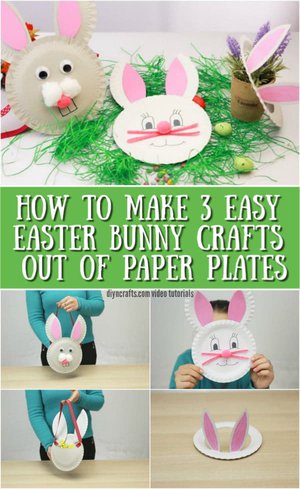 HOW TO MAKE 3 EASY
EASTER BUNNY CRAFTS
OUT OF PAPER PLATES
diyncrafts.com video tutorials